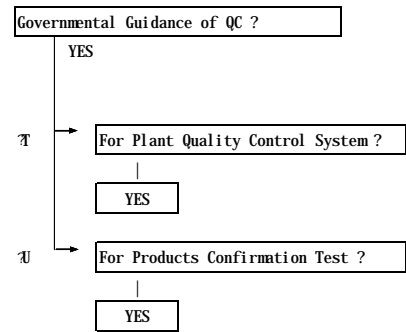 Governmental Guidance of QC ?
YES
?T
For Plant Quality Control System ?
YES
?U
For Products Confirmation Test ?
YES